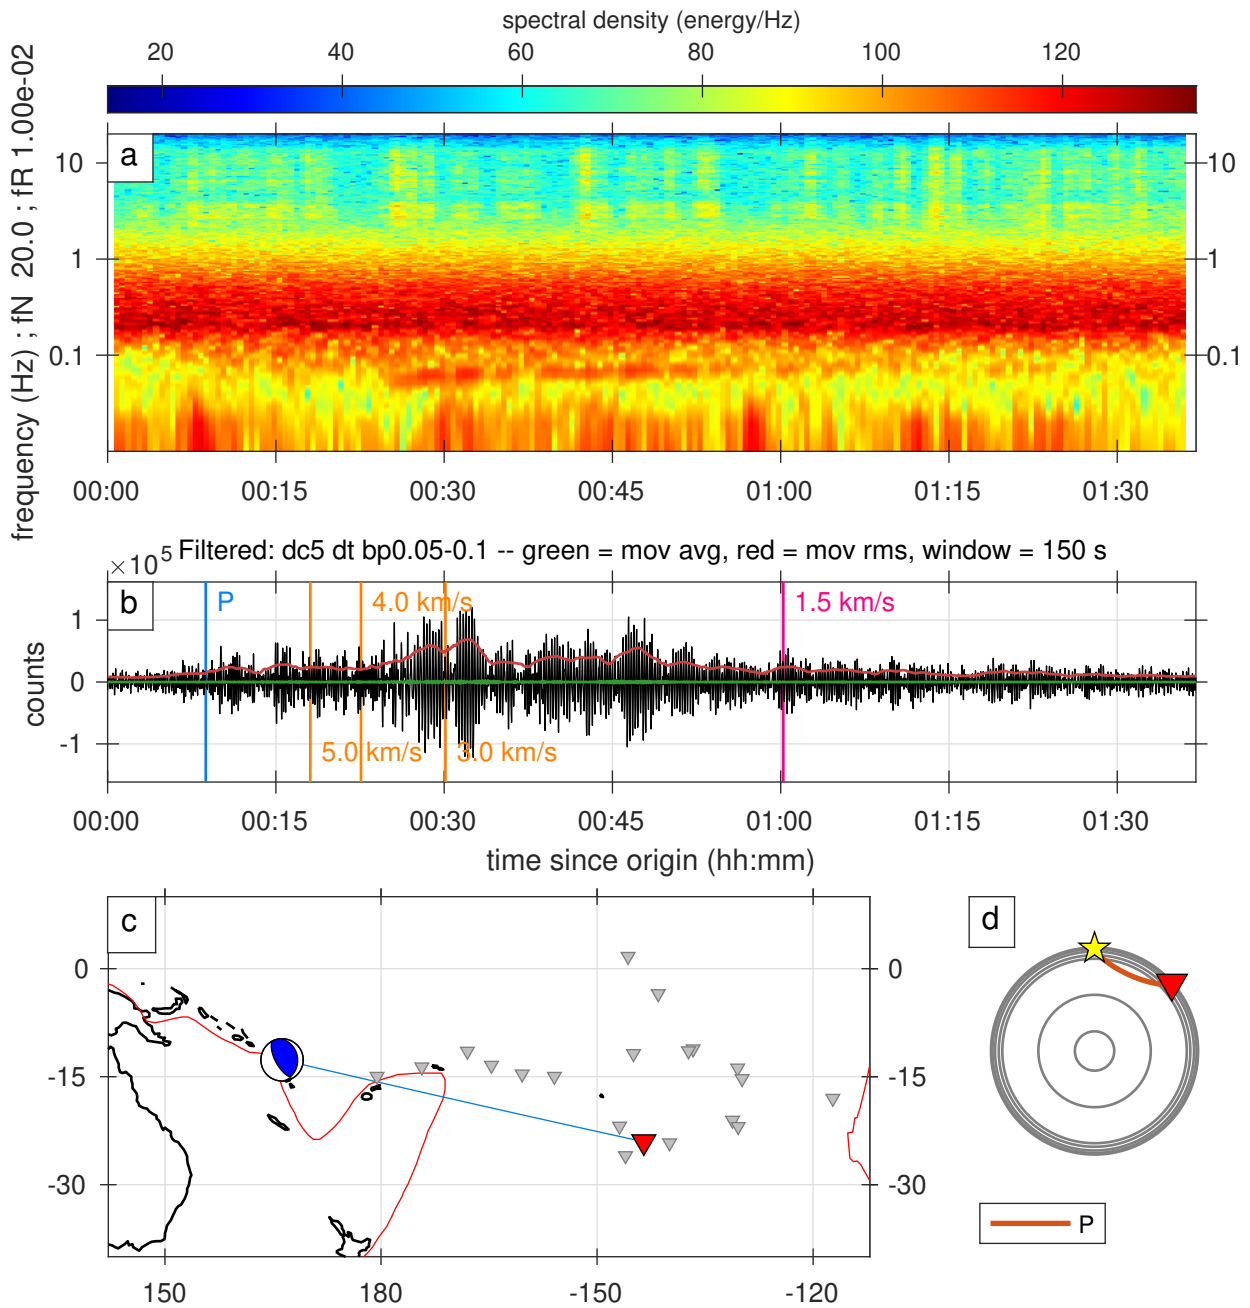 spectral density (energy/Hz)
20 40 60 80 100 120
a
frequency (Hz) ; fN 20.0 ; fR 1.00e-02
10 10
1 1
0.1 0.1
00:00 00:15 00:30 00:45 01:00 01:15 01:30
×10^5 Filtered: dc5 dt bp0.05-0.1 -- green = mov avg, red = mov rms, window = 150 s
b
P 4.0 km/s 1.5 km/s
1
0
-1
counts
5.0 km/s 3.0 km/s
00:00 00:15 00:30 00:45 01:00 01:15 01:30
time since origin (hh:mm)
c
d
0 0
-15 -15
-30 -30
150 180 -150 -120
P